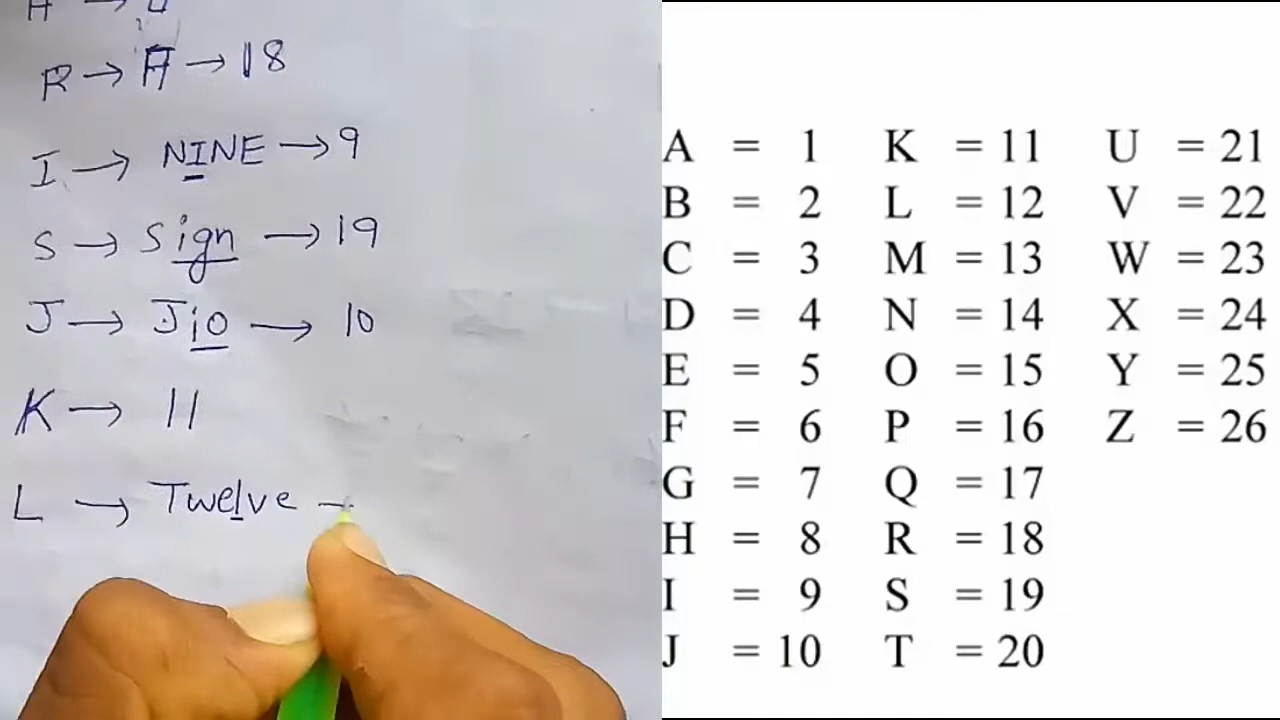 R → A → 18
I → NINE → 9
S → Sign → 19
J → Jio → 10
K → 11
L → Twelve →
A = 1 K = 11 U = 21
B = 2 L = 12 V = 22
C = 3 M = 13 W = 23
D = 4 N = 14 X = 24
E = 5 O = 15 Y = 25
F = 6 P = 16 Z = 26
G = 7 Q = 17
H = 8 R = 18
I = 9 S = 19
J = 10 T = 20